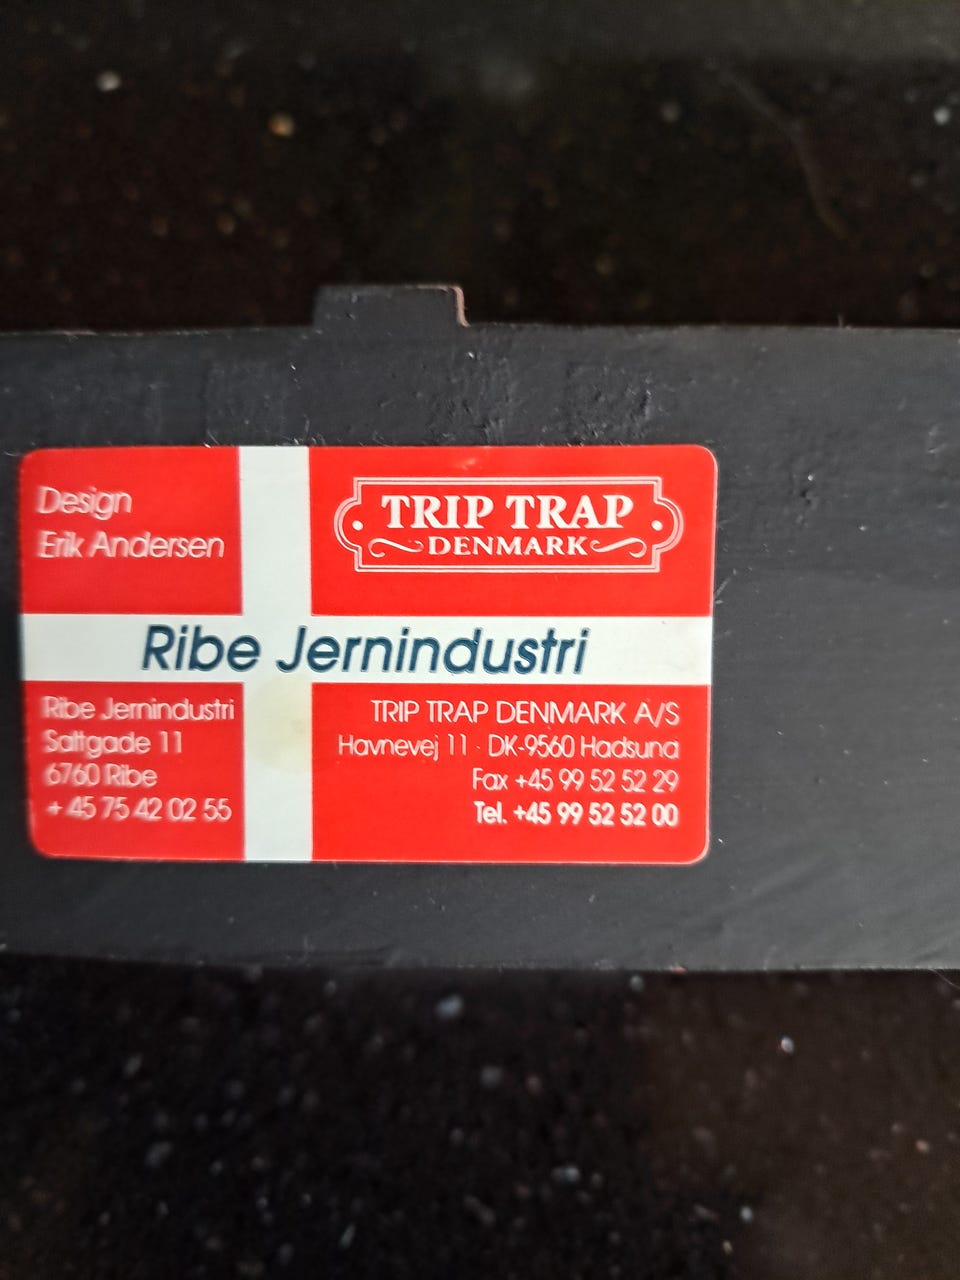 Design
Erik Andersen
TRIP TRAP
DENMARK
Ribe Jernindustri
Ribe Jernindustri
Saltgade 11
6760 Ribe
+ 45 75 42 02 55
TRIP TRAP DENMARK A/S
Havnevej 11 · DK-9560 Hadsund
Fax +45 99 52 52 29
Tel. +45 99 52 52 00